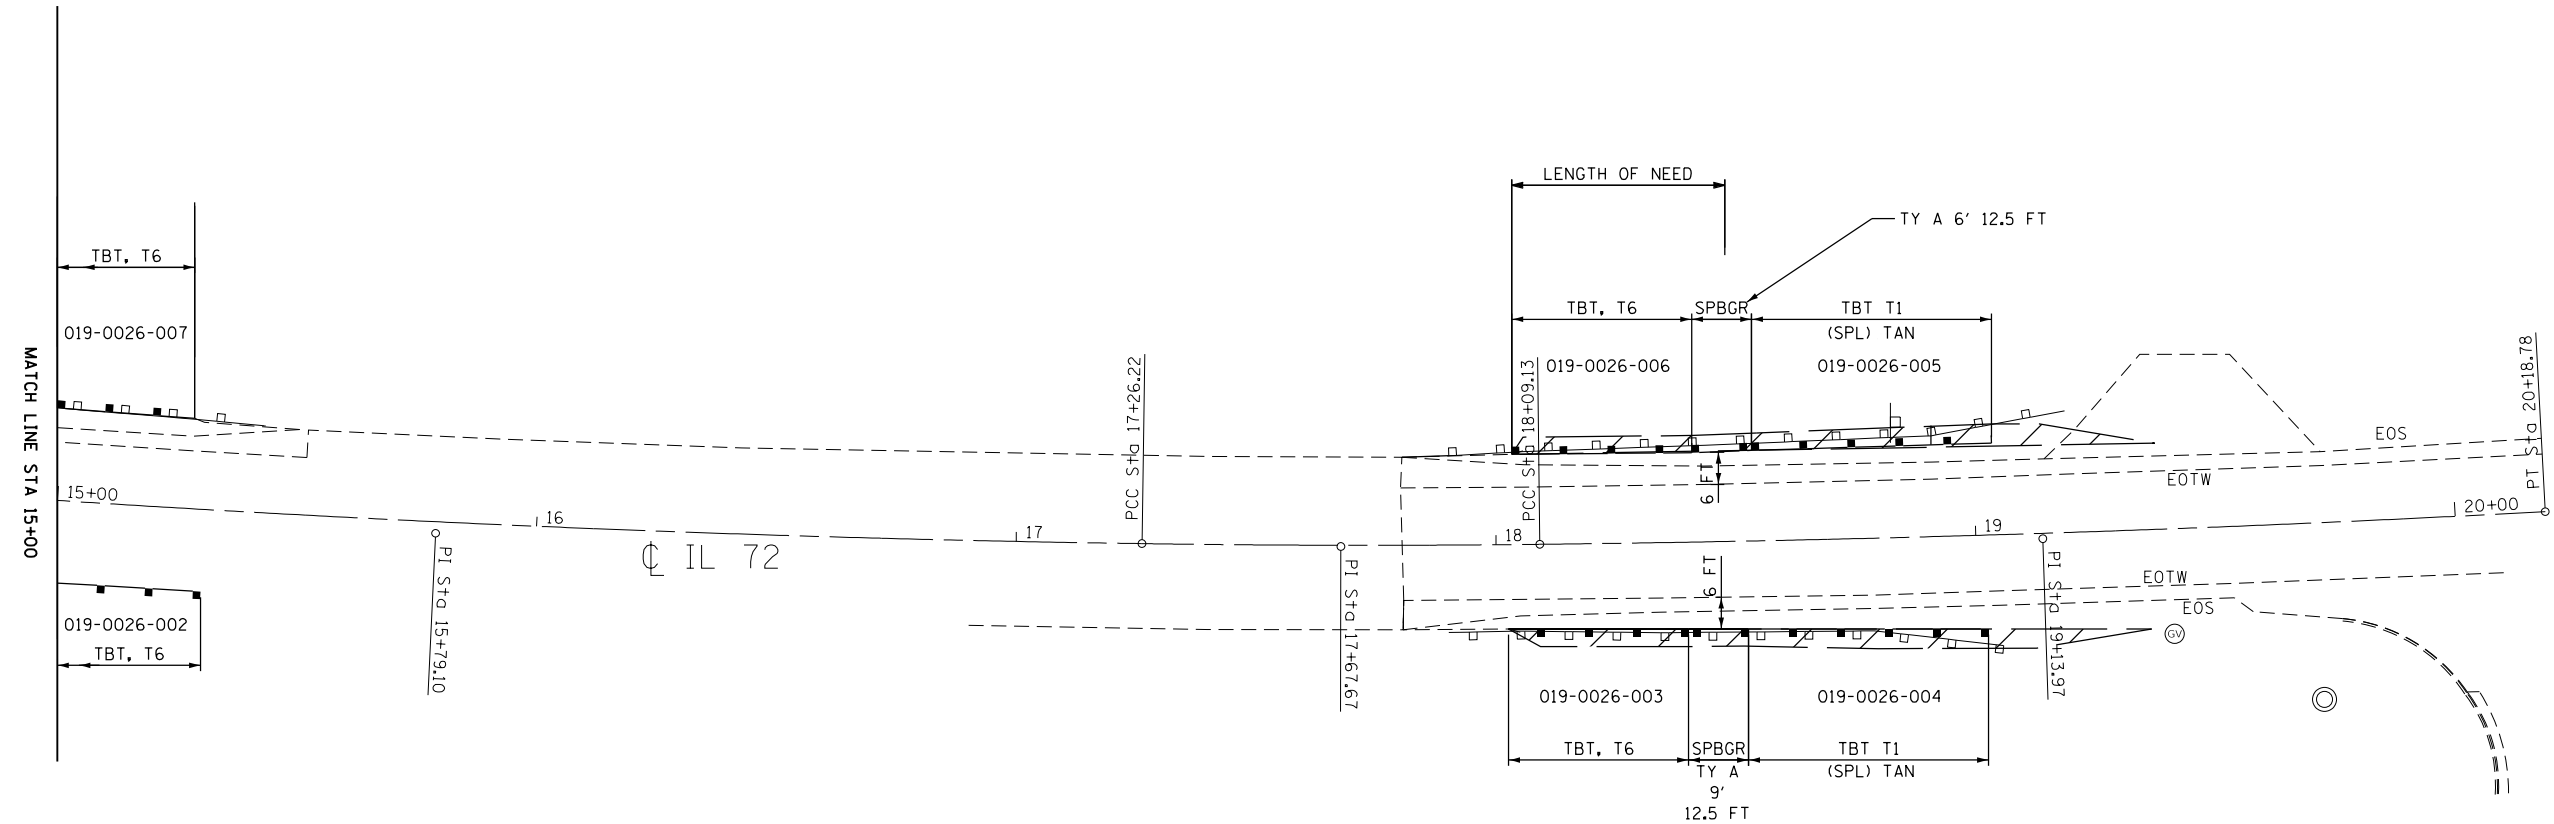 LENGTH OF NEED
TY A 6' 12.5 FT
TBT, T6
019-0026-007
TBT, T6
SPBGR
TBT T1
(SPL) TAN
019-0026-006
019-0026-005
MATCH LINE STA 15+00
PCC Sta 17+26.22
PCC Sta 18+09.13
PT Sta 20+18.78
EOS
EOTW
6 FT
15+00
16
17
18
19
20+00
℄ IL 72
PI Sta 15+79.10
PI Sta 17+67.67
PI Sta 19+13.97
6 FT
EOTW
EOS
GV
019-0026-002
TBT, T6
019-0026-003
019-0026-004
TBT, T6
SPBGR
TY A
9'
12.5 FT
TBT T1
(SPL) TAN